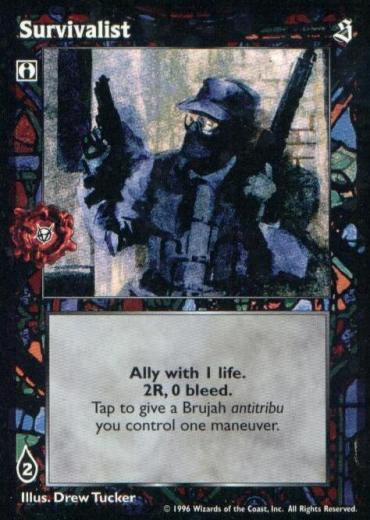 Survivalist
Ally with 1 life.
2R, 0 bleed.
Tap to give a Brujah antitribu
you control one maneuver.
2
Illus. Drew Tucker
© 1996 Wizards of the Coast, Inc. All Rights Reserved.